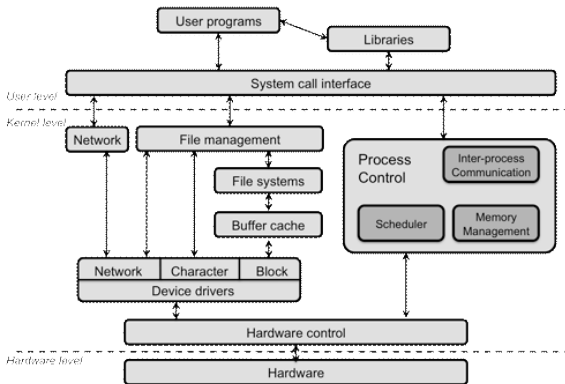 User programs
Libraries
System call interface
User level
Kernel level
Network
File management
Process
Control
Inter-process
Communication
File systems
Scheduler
Memory
Management
Buffer cache
Network
Character
Block
Device drivers
Hardware control
Hardware level
Hardware